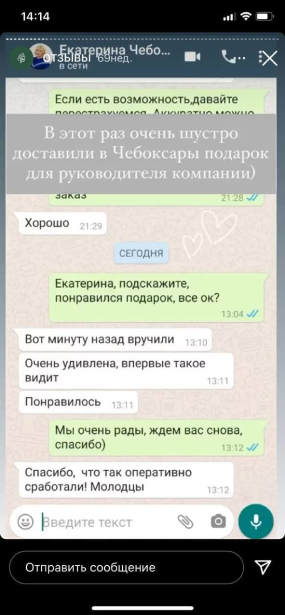 14:14
ОТЗЫВЫ 69нед.
Екатерина Чебо...
в сети
Если есть возможность,давайте
перестрахуемся. Аккуратно можно
В этот раз очень шустро
доставили в Чебоксары подарок
для руководителя компании)
заказ
21:28
Хорошо 21:29
СЕГОДНЯ
Екатерина, подскажите,
понравился подарок, все ок?
13:04
Вот минуту назад вручили 13:10
Очень удивлена, впервые такое
видит 13:11
Понравилось 13:11
Мы очень рады, ждем вас снова,
спасибо) 13:12
Спасибо, что так оперативно
сработали! Молодцы 13:12
Введите текст
Отправить сообщение